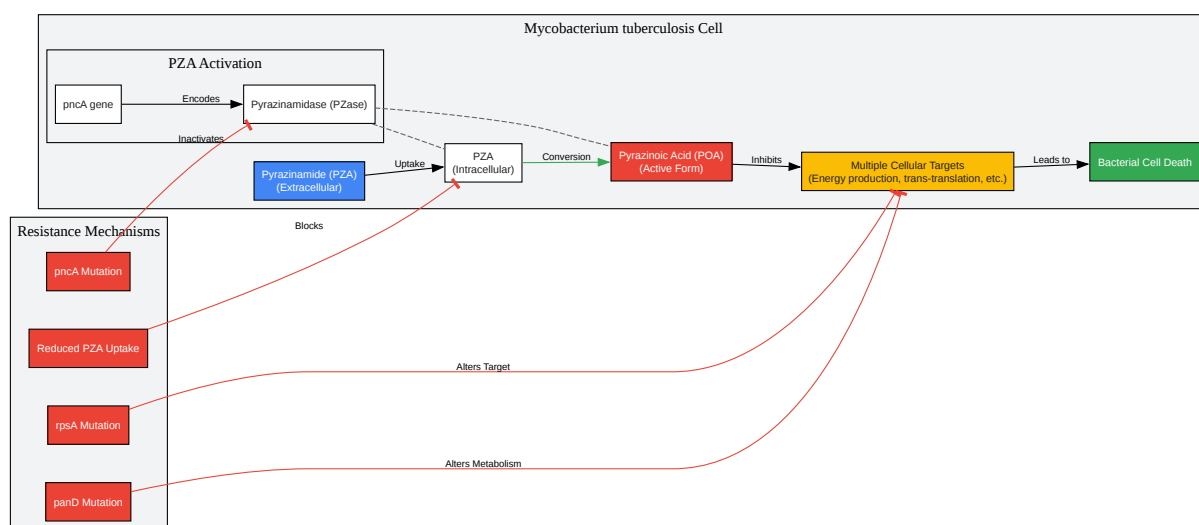 Mycobacterium tuberculosis Cell
PZA Activation
pncA gene
Encodes
Pyrazinamidase (PZase)
Inactivates
Pyrazinamide (PZA)
(Extracellular)
Uptake
PZA
(Intracellular)
Conversion
Pyrazinoic Acid (POA)
(Active Form)
Inhibits
Multiple Cellular Targets
(Energy production, trans-translation, etc.)
Leads to
Bacterial Cell Death
Resistance Mechanisms
Blocks
pncA Mutation
Reduced PZA Uptake
Alters Target
rpsA Mutation
Alters Metabolism
panD Mutation